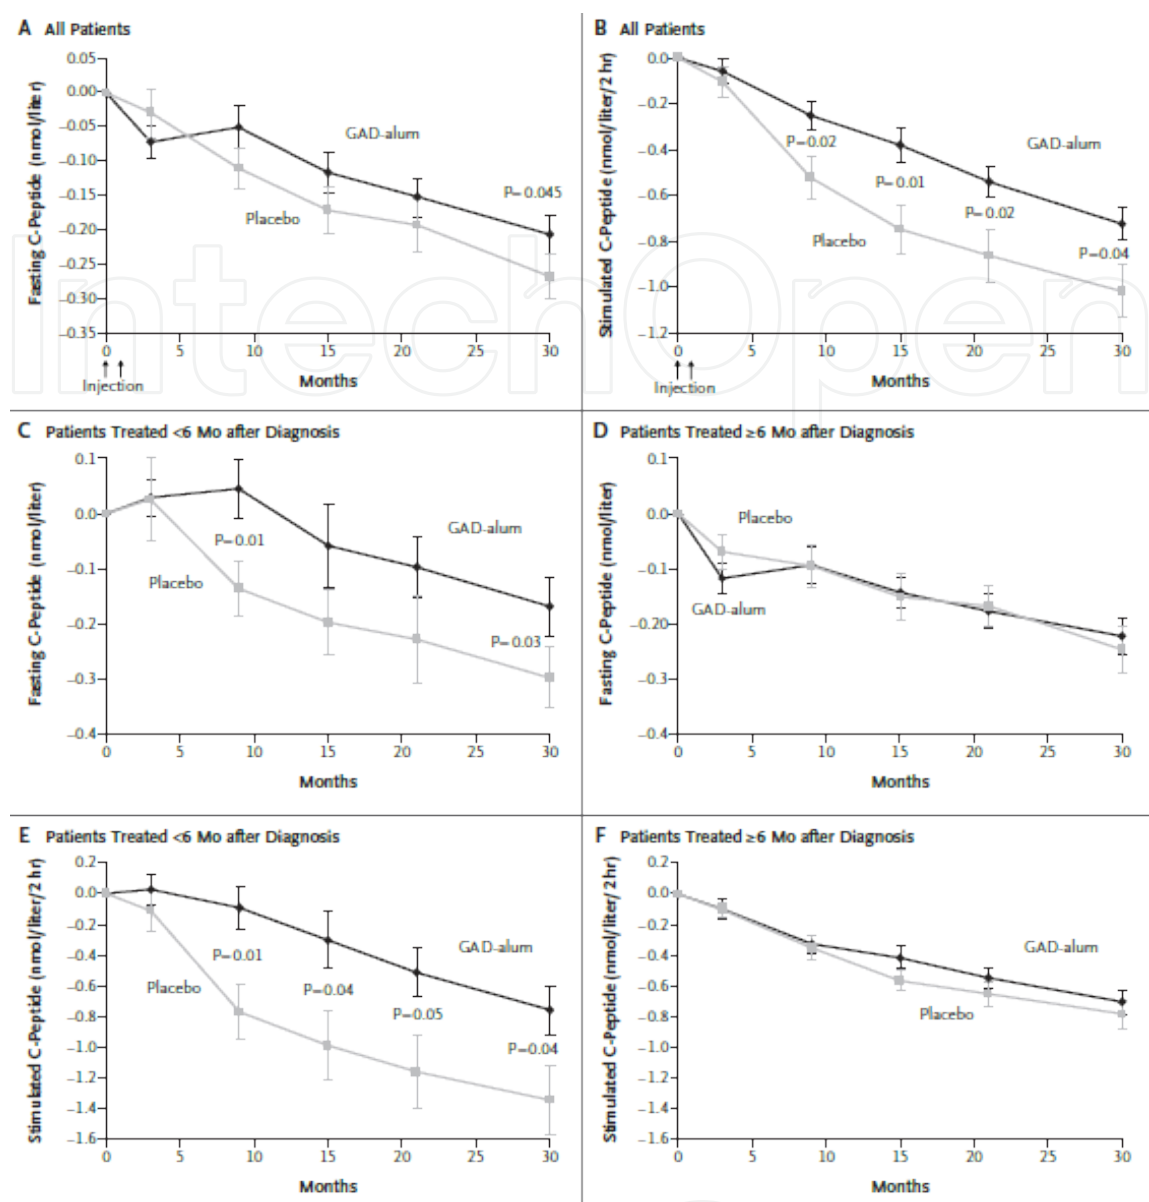 A All Patients
Fasting C-Peptide (nmol/liter)
0.05
0.00
−0.05
−0.10
−0.15
−0.20
−0.25
−0.30
−0.35
GAD-alum
P=0.045
Placebo
0 5 10 15 20 25 30
Injection
Months
B All Patients
Stimulated C-Peptide (nmol/liter/2 hr)
0.0
−0.2
−0.4
−0.6
−0.8
−1.0
−1.2
P=0.02
GAD-alum
P=0.01
P=0.02
Placebo
P=0.04
0 5 10 15 20 25 30
Injection
Months
IntechOpen
C Patients Treated <6 Mo after Diagnosis
Fasting C-Peptide (nmol/liter)
0.1
0.0
−0.1
−0.2
−0.3
−0.4
GAD-alum
P=0.01
Placebo
P=0.03
0 5 10 15 20 25 30
Months
D Patients Treated ≥6 Mo after Diagnosis
Fasting C-Peptide (nmol/liter)
0.1
0.0
−0.1
−0.20
−0.3
−0.4
Placebo
GAD-alum
0 5 10 15 20 25 30
Months
E Patients Treated <6 Mo after Diagnosis
Stimulated C-Peptide (nmol/liter/2 hr)
0.2
0.0
−0.2
−0.4
−0.6
−0.8
−1.0
−1.2
−1.4
−1.6
GAD-alum
P=0.01
Placebo
P=0.04
P=0.05
P=0.04
0 5 10 15 20 25 30
Months
F Patients Treated ≥6 Mo after Diagnosis
Stimulated C-Peptide (nmol/liter/2 hr)
0.2
0.0
−0.2
−0.4
−0.6
−0.8
−1.0
−1.2
−1.4
−1.6
GAD-alum
Placebo
0 5 10 15 20 25 30
Months